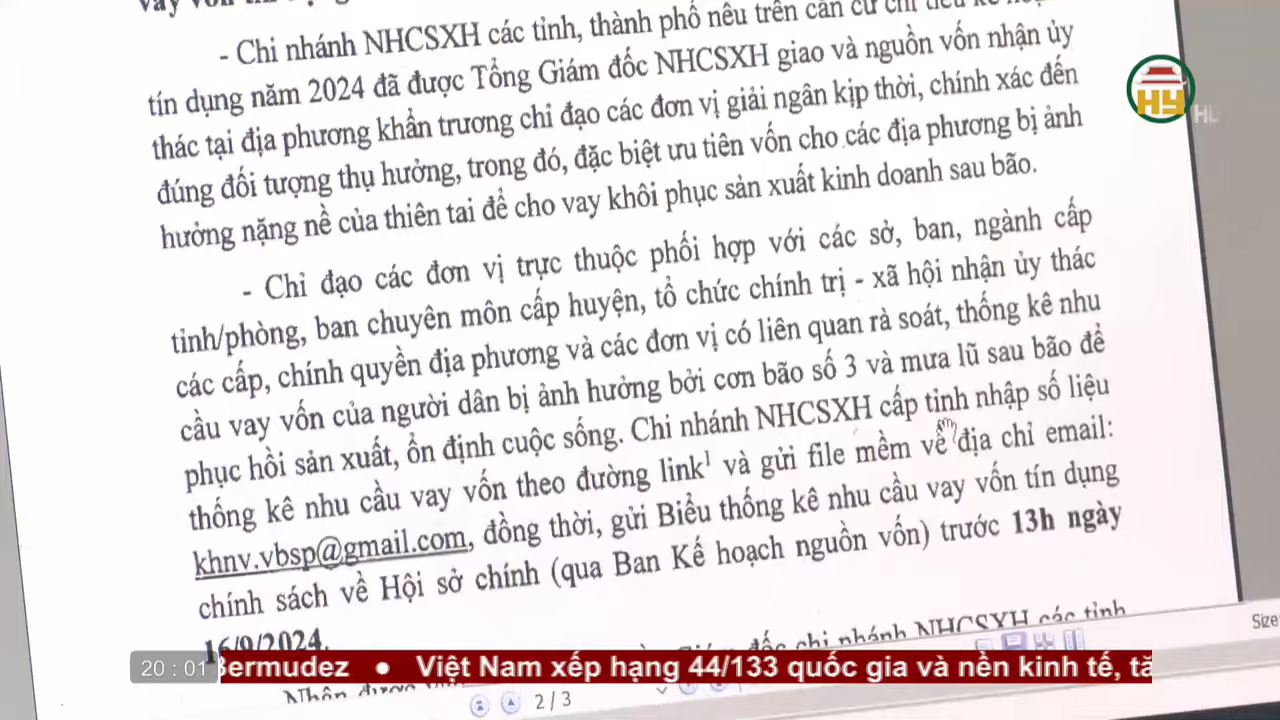 vay vốn
- Chi nhánh NHCSXH các tỉnh, thành phố nêu trên căn cứ chỉ tiêu
tín dụng năm 2024 đã được Tổng Giám đốc NHCSXH giao và nguồn vốn nhận ủy
thác tại địa phương khẩn trương chỉ đạo các đơn vị giải ngân kịp thời, chính xác đến
đúng đối tượng thụ hưởng, trong đó, đặc biệt ưu tiên vốn cho các địa phương bị ảnh
hưởng nặng nề của thiên tai để cho vay khôi phục sản xuất kinh doanh sau bão.
- Chỉ đạo các đơn vị trực thuộc phối hợp với các sở, ban, ngành cấp
tỉnh/phòng, ban chuyên môn cấp huyện, tổ chức chính trị - xã hội nhận ủy thác
các cấp, chính quyền địa phương và các đơn vị có liên quan rà soát, thống kê nhu
cầu vay vốn của người dân bị ảnh hưởng bởi cơn bão số 3 và mưa lũ sau bão để
phục hồi sản xuất, ổn định cuộc sống. Chi nhánh NHCSXH cấp tỉnh nhập số liệu
thống kê nhu cầu vay vốn theo đường link¹ và gửi file mềm về địa chỉ email:
khnv.vbsp@gmail.com, đồng thời, gửi Biểu thống kê nhu cầu vay vốn tín dụng
chính sách về Hội sở chính (qua Ban Kế hoạch nguồn vốn) trước 13h ngày
16/9/2024.
đốc chi nhánh NHCSXH các tỉnh
Nhận được
2 / 3
Size:
HY
20 : 01
Bermudez ● Việt Nam xếp hạng 44/133 quốc gia và nền kinh tế, tă